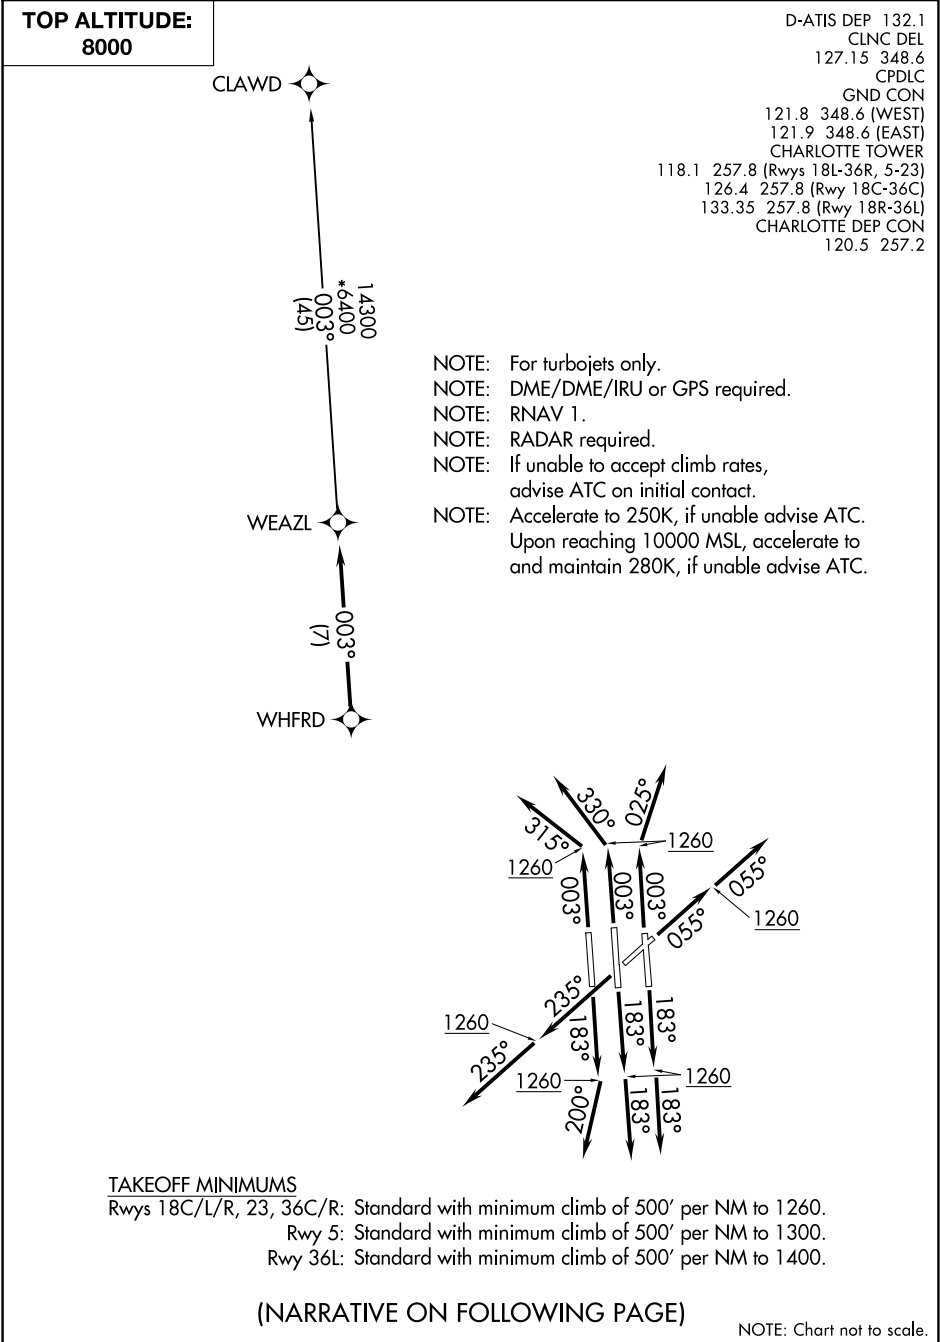 TOP ALTITUDE:
8000
D-ATIS DEP 132.1
CLNC DEL
127.15 348.6
CPDLC
GND CON
121.8 348.6 (WEST)
121.9 348.6 (EAST)
CHARLOTTE TOWER
118.1 257.8 (Rwys 18L-36R, 5-23)
126.4 257.8 (Rwy 18C-36C)
133.35 257.8 (Rwy 18R-36L)
CHARLOTTE DEP CON
120.5 257.2
CLAWD
14300
*6400
003°
(45)
NOTE: For turbojets only.
NOTE: DME/DME/IRU or GPS required.
NOTE: RNAV 1.
NOTE: RADAR required.
NOTE: If unable to accept climb rates,
advise ATC on initial contact.
NOTE: Accelerate to 250K, if unable advise ATC.
Upon reaching 10000 MSL, accelerate to
and maintain 280K, if unable advise ATC.
WEAZL
003°
(7)
WHFRD
315°
330°
025°
1260
1260
003°
003°
003°
055°
055°
1260
235°
235°
1260
183°
183°
183°
1260
1260
200°
183°
183°
TAKEOFF MINIMUMS
Rwys 18C/L/R, 23, 36C/R: Standard with minimum climb of 500' per NM to 1260.
Rwy 5: Standard with minimum climb of 500' per NM to 1300.
Rwy 36L: Standard with minimum climb of 500' per NM to 1400.
(NARRATIVE ON FOLLOWING PAGE)
NOTE: Chart not to scale.